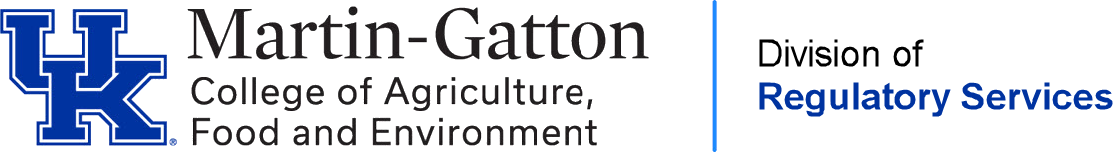 UK®
Martin-Gatton
College of Agriculture,
Food and Environment
Division of
Regulatory Services